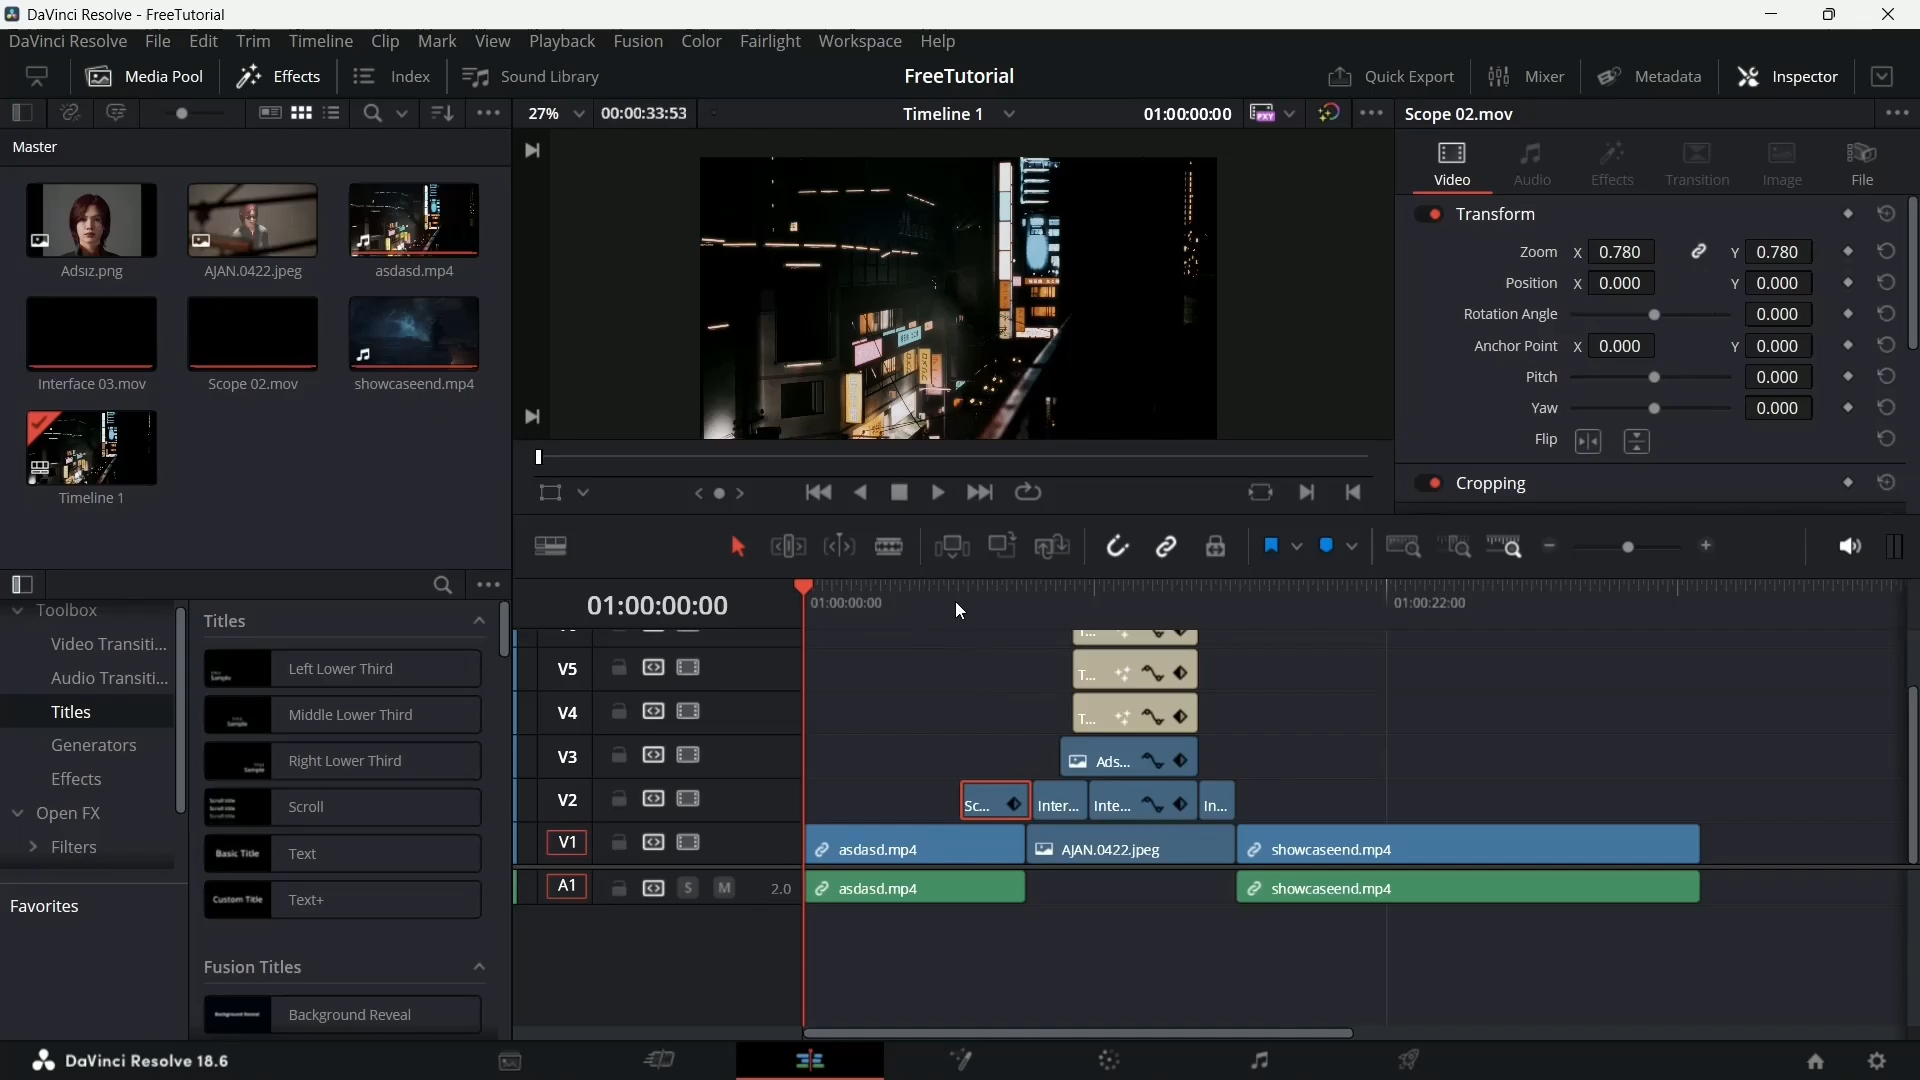 DaVinci Resolve - FreeTutorial
DaVinci Resolve File Edit Trim Timeline Clip Mark View Playback Fusion Color Fairlight Workspace Help
Media Pool Effects Index Sound Library FreeTutorial Quick Export Mixer Metadata Inspector
27% 00:00:33:53 Timeline 1 01:00:00:00 PXY Scope 02.mov
Master
Video Audio Effects Transition Image File
Transform
Zoom X 0.780 Y 0.780
Adsız.png AJAN.0422.jpeg asdasd.mp4
Position X 0.000 Y 0.000
Rotation Angle 0.000
Anchor Point X 0.000 Y 0.000
Interface 03.mov Scope 02.mov showcaseend.mp4
Pitch 0.000
Yaw 0.000
Flip
Cropping
Timeline 1
Toolbox
Video Transiti...
Audio Transiti...
Titles
Generators
Effects
Open FX
Filters
Favorites
Titles
Left Lower Third
Middle Lower Third
Right Lower Third
Scroll
Basic Title Text
Custom Title Text+
Fusion Titles
Background Reveal Background Reveal
01:00:00:00 01:00:00:00 01:00:22:00
V5 T...
V4 T...
V3 Ads...
V2 Sc... Inter... Inte... In...
V1 asdasd.mp4 AJAN.0422.jpeg showcaseend.mp4
A1 S M 2.0 asdasd.mp4 showcaseend.mp4
DaVinci Resolve 18.6